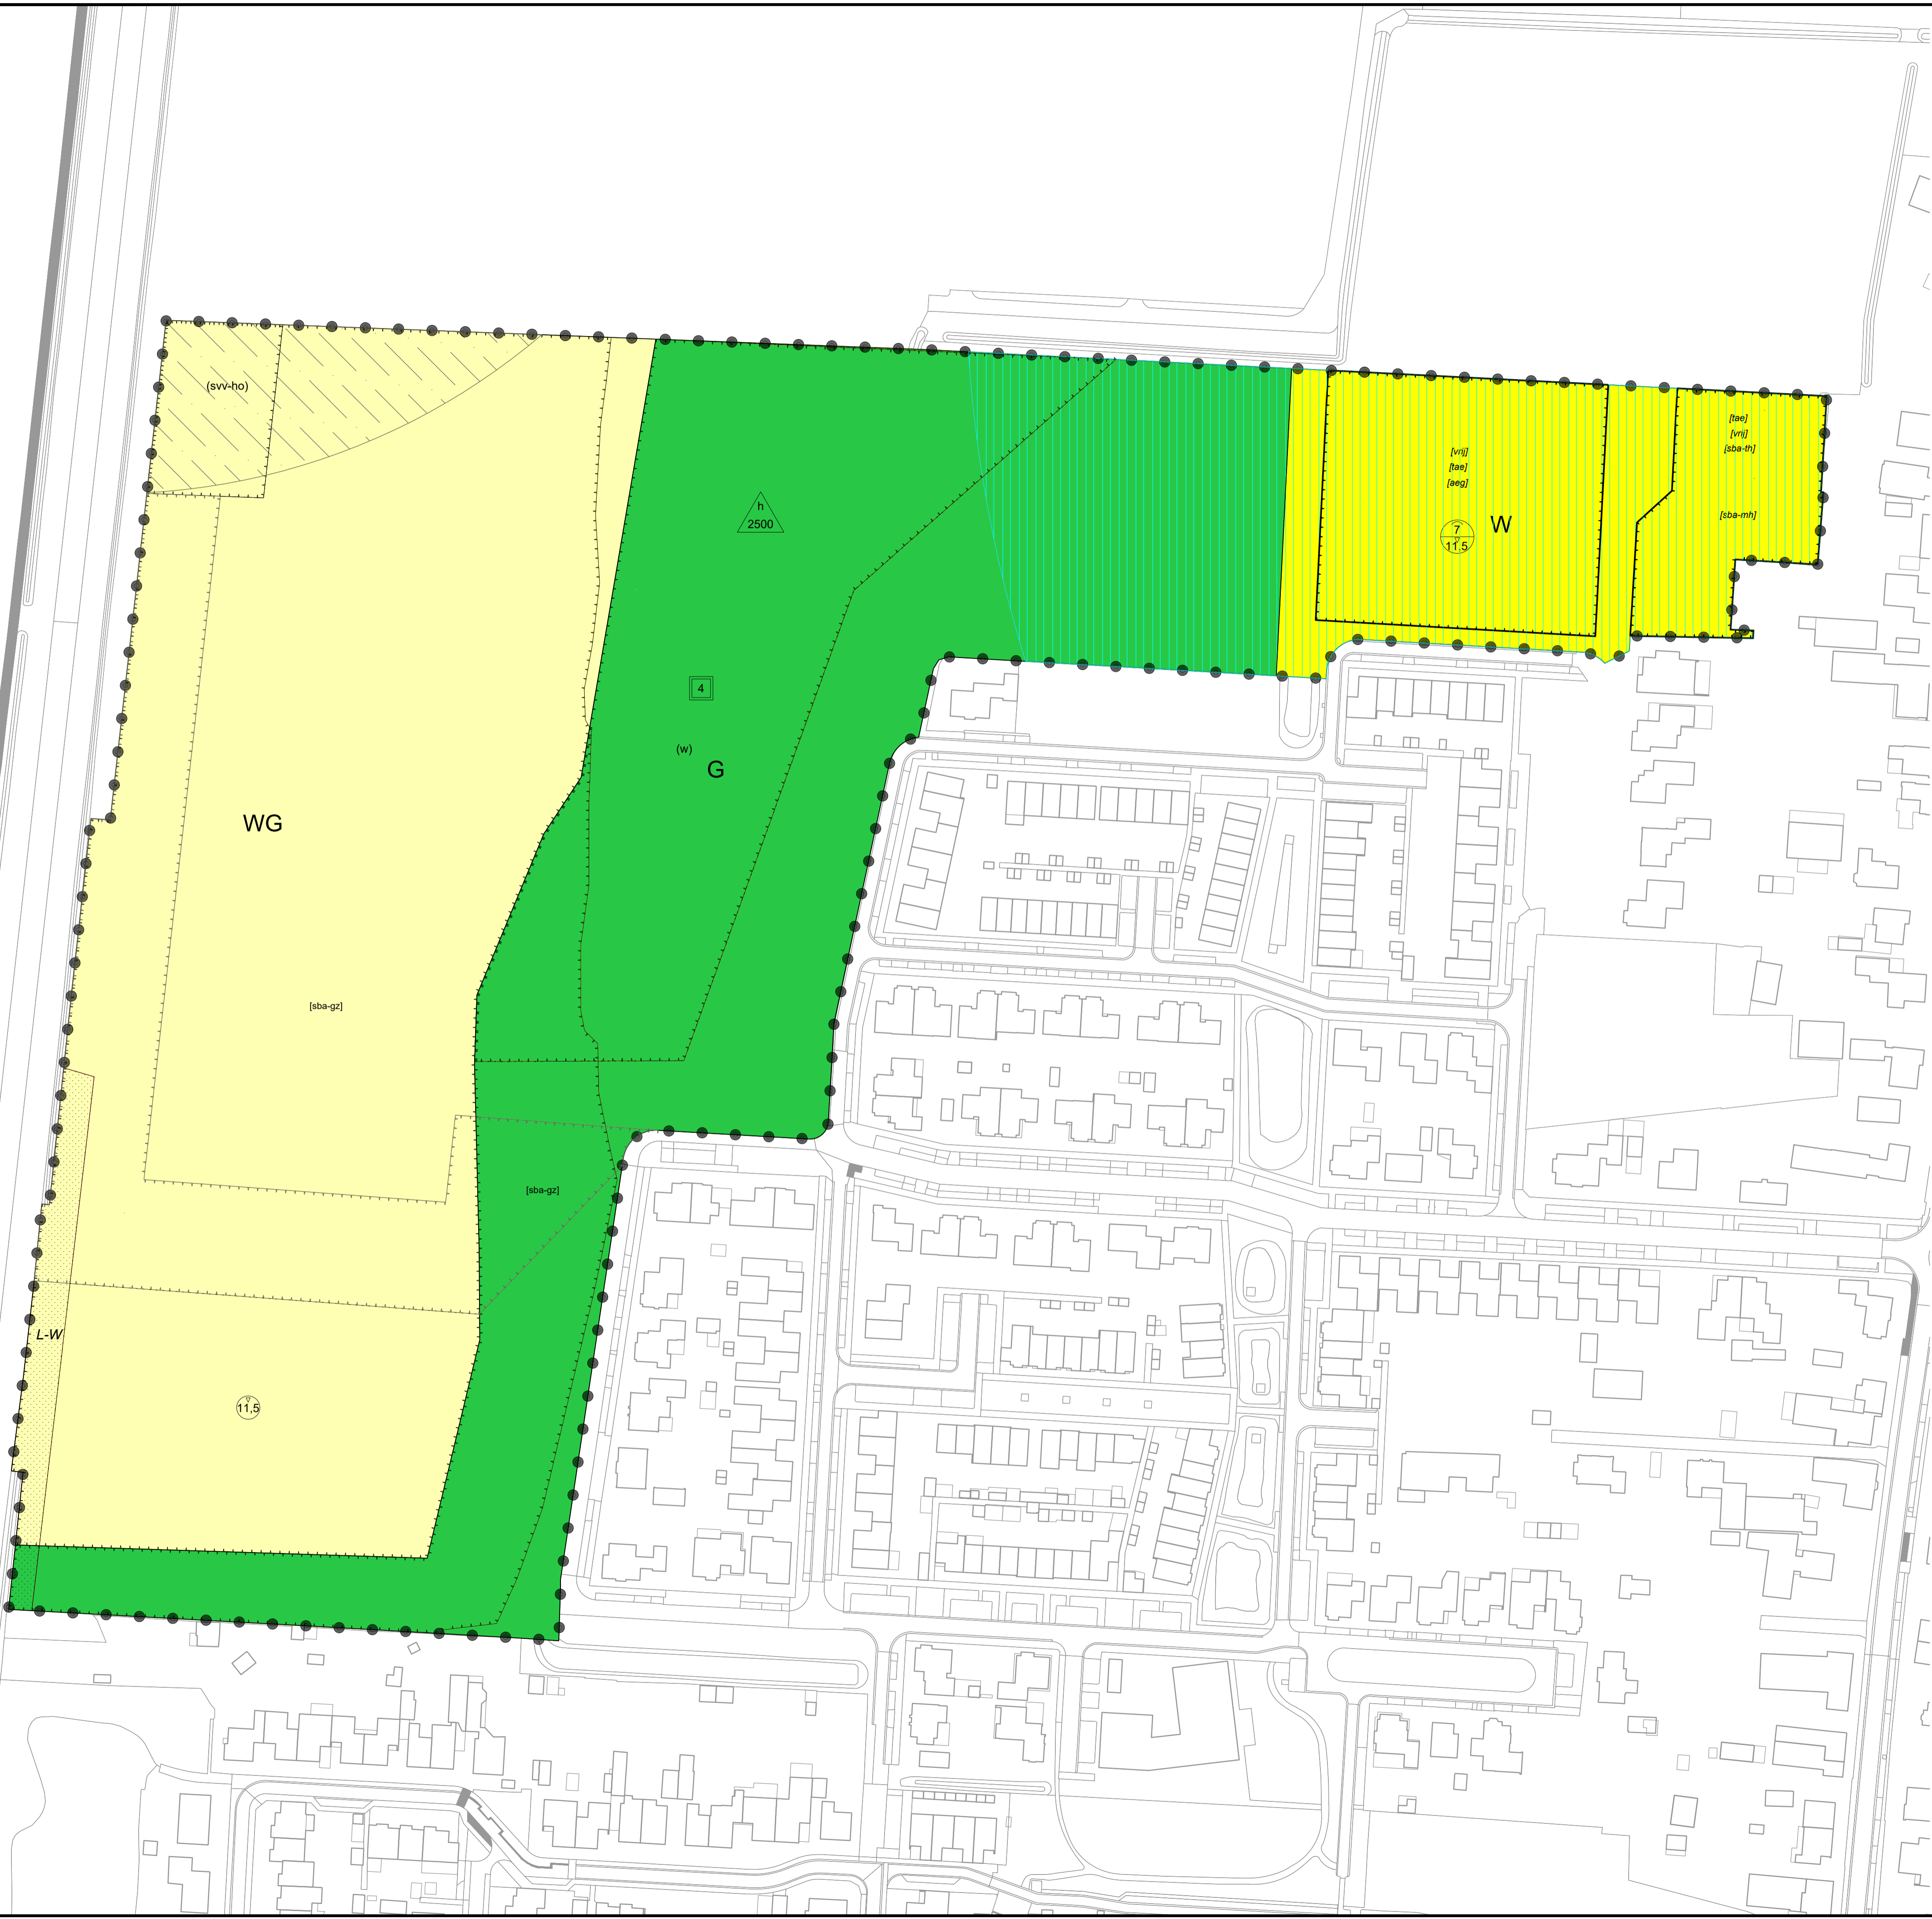 (svv-ho)
[tae]
[vrij]
[sba-th]
[vrij]
[tae]
[aeg]
h
2500
[sba-mh]
7
11,5
W
4
(w)
G
WG
[sba-gz]
[sba-gz]
L-W
11,5